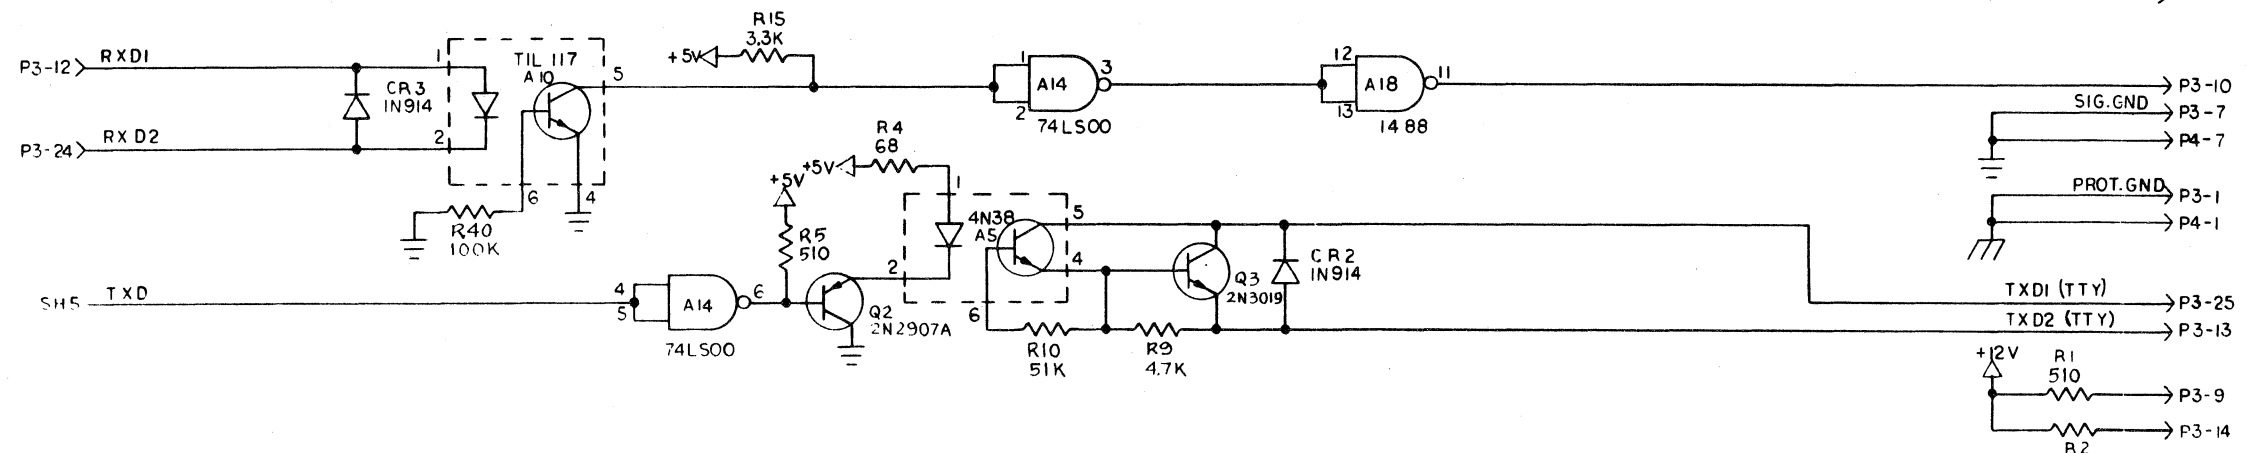 R15
3.3K
+5V
P3-12
RXD1
1
TIL 117
A10
5
CR3
1N914
P3-24
RXD2
2
6
4
R40
100K
1
2
A14
3
74LS00
12
13
A18
11
1488
P3-10
SIG.GND
P3-7
P4-7
PROT.GND
P3-1
P4-1
R4
68
+5V
+5V
R5
510
1
4N38
A5
5
4
2
6
SH5
TXD
4
5
A14
6
74LS00
Q2
2N2907A
R10
51K
R9
4.7K
Q3
2N3019
CR2
1N914
TXD1 (TTY)
P3-25
TXD2 (TTY)
P3-13
+12V
R1
510
P3-9
P3-14
R2